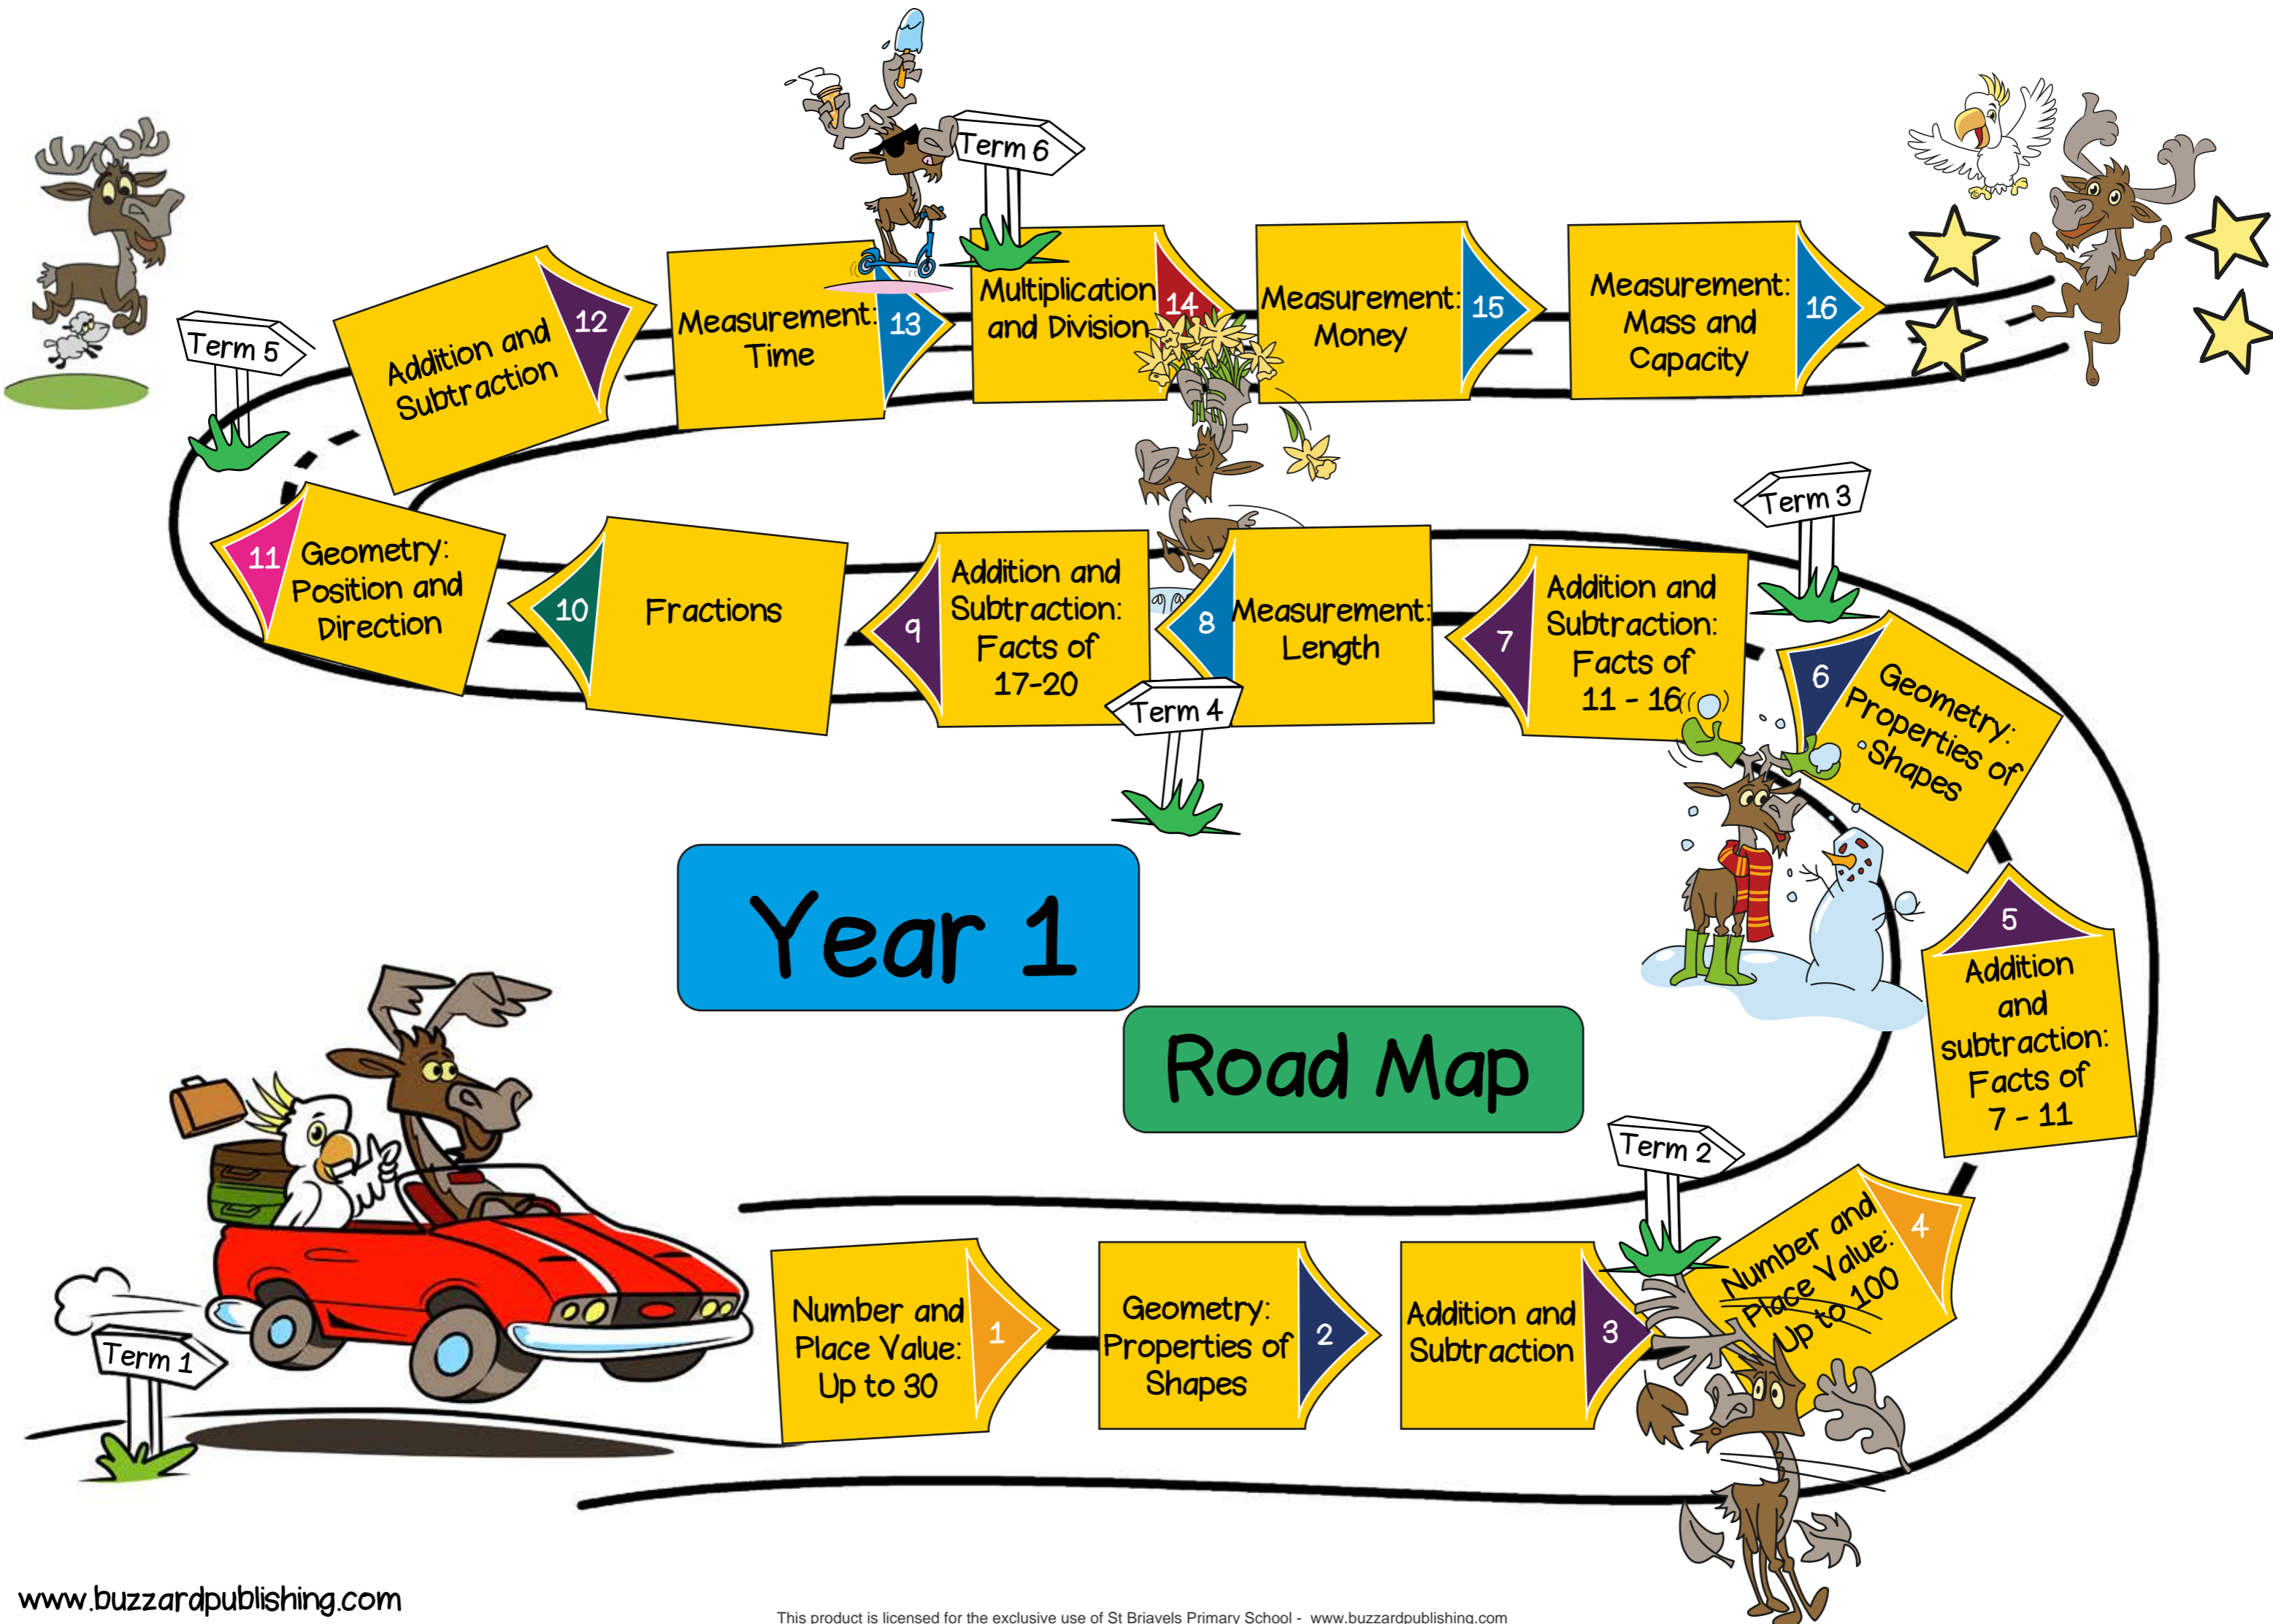 Term 6
Term 5
Addition and
Subtraction
12
Measurement:
Time
13
Multiplication
and Division
14
Measurement:
Money
15
Measurement:
Mass and
Capacity
16
Term 3
11
Geometry:
Position and
Direction
10
Fractions
9
Addition and
Subtraction:
Facts of
17-20
8
Measurement:
Length
7
Addition and
Subtraction:
Facts of
11 - 16
6
Geometry:
Properties of
Shapes
Term 4
5
Addition
and
subtraction:
Facts of
7 - 11
Year 1
Road Map
Term 2
Term 1
Number and
Place Value:
Up to 30
1
Geometry:
Properties of
Shapes
2
Addition and
Subtraction
3
Number and
Place Value:
Up to 100
4
www.buzzardpublishing.com
This product is licensed for the exclusive use of St Briavels Primary School - www.buzzardpublishing.com